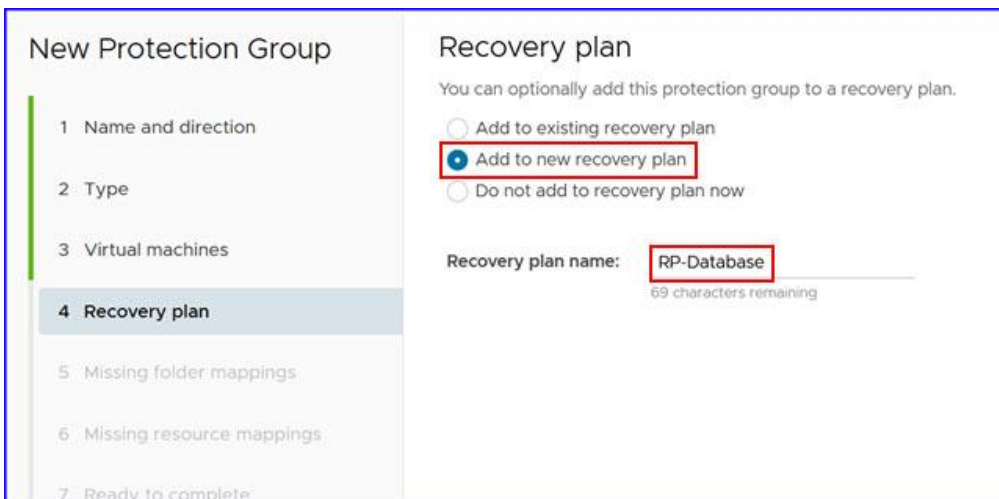 New Protection Group
1 Name and direction
2 Type
3 Virtual machines
4 Recovery plan
5 Missing folder mappings
6 Missing resource mappings
7 Ready to complete
Recovery plan
You can optionally add this protection group to a recovery plan.
Add to existing recovery plan
Add to new recovery plan
Do not add to recovery plan now
Recovery plan name: RP-Database
69 characters remaining